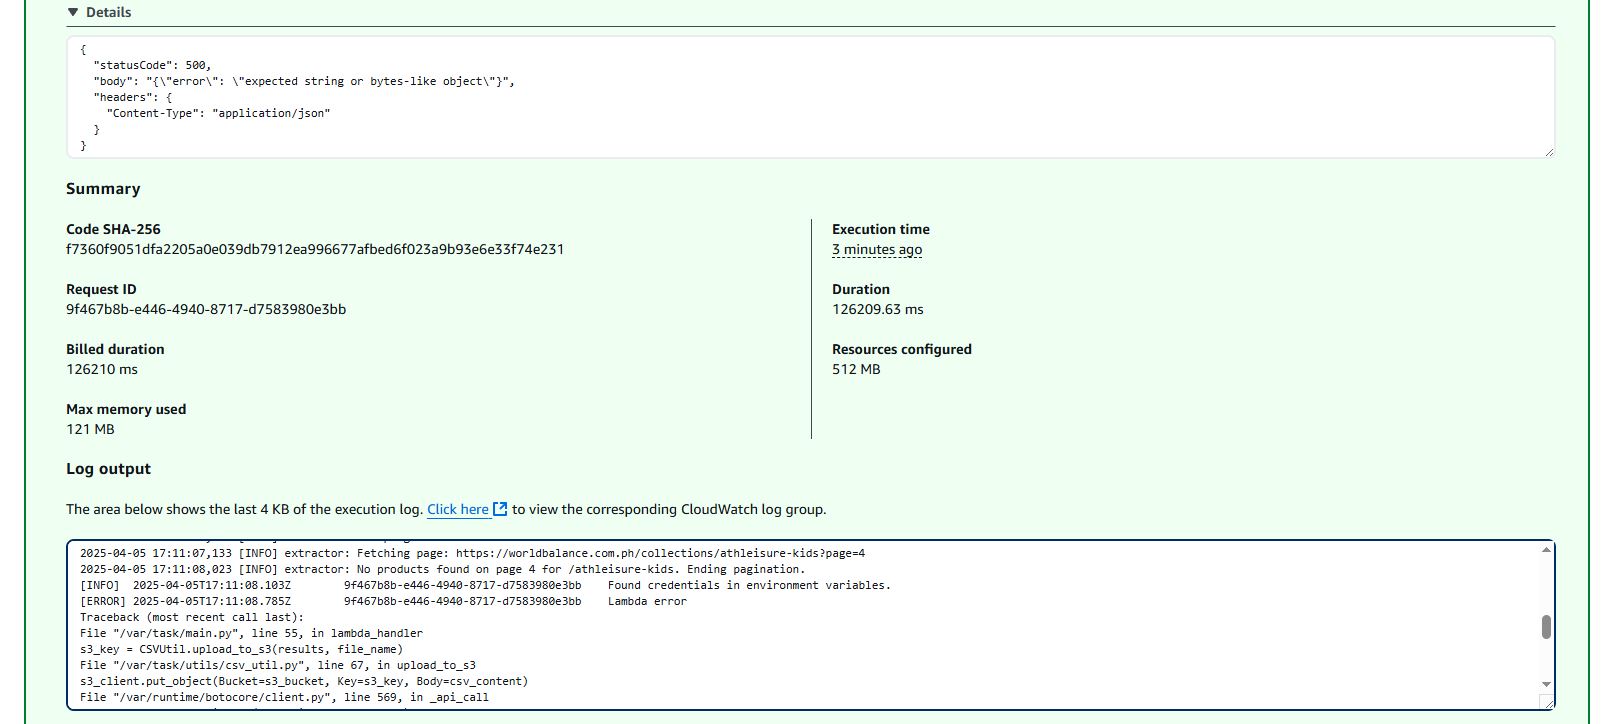 ▼ Details
{
  "statusCode": 500,
  "body": "{\"error\": \"expected string or bytes-like object\"}",
  "headers": {
    "Content-Type": "application/json"
  }
}
Summary
Code SHA-256
f7360f9051dfa2205a0e039db7912ea996677afbed6f023a9b93e6e33f74e231
Request ID
9f467b8b-e446-4940-8717-d7583980e3bb
Billed duration
126210 ms
Max memory used
121 MB
Execution time
3 minutes ago
Duration
126209.63 ms
Resources configured
512 MB
Log output
The area below shows the last 4 KB of the execution log. Click here to view the corresponding CloudWatch log group.
2025-04-05 17:11:07,133 [INFO] extractor: Fetching page: https://worldbalance.com.ph/collections/athleisure-kids?page=4
2025-04-05 17:11:08,023 [INFO] extractor: No products found on page 4 for /athleisure-kids. Ending pagination.
[INFO]  2025-04-05T17:11:08.103Z        9f467b8b-e446-4940-8717-d7583980e3bb    Found credentials in environment variables.
[ERROR] 2025-04-05T17:11:08.785Z        9f467b8b-e446-4940-8717-d7583980e3bb    Lambda error
Traceback (most recent call last):
File "/var/task/main.py", line 55, in lambda_handler
s3_key = CSVUtil.upload_to_s3(results, file_name)
File "/var/task/utils/csv_util.py", line 67, in upload_to_s3
s3_client.put_object(Bucket=s3_bucket, Key=s3_key, Body=csv_content)
File "/var/runtime/botocore/client.py", line 569, in _api_call